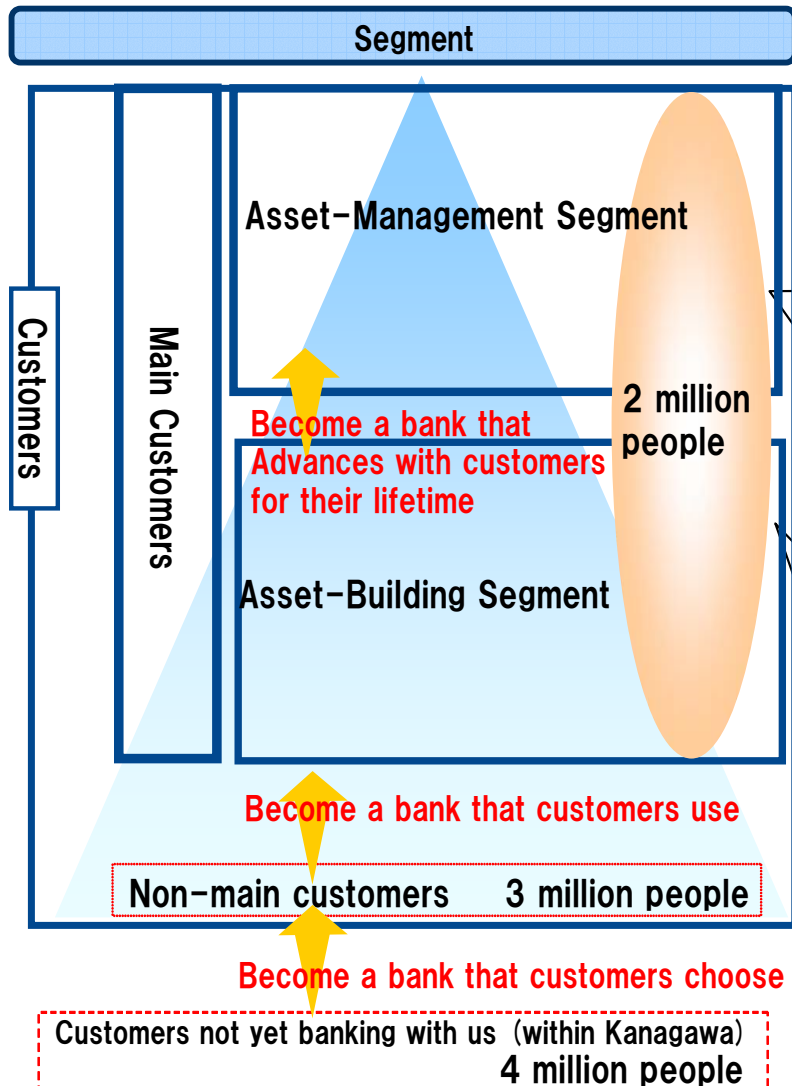 Segment
Customers
Main Customers
Asset-Management Segment
2 million
people
Become a bank that
Advances with customers
for their lifetime
Asset-Building Segment
Become a bank that customers use
Non-main customers 3 million people
Become a bank that customers choose
Customers not yet banking with us (within Kanagawa)
4 million people